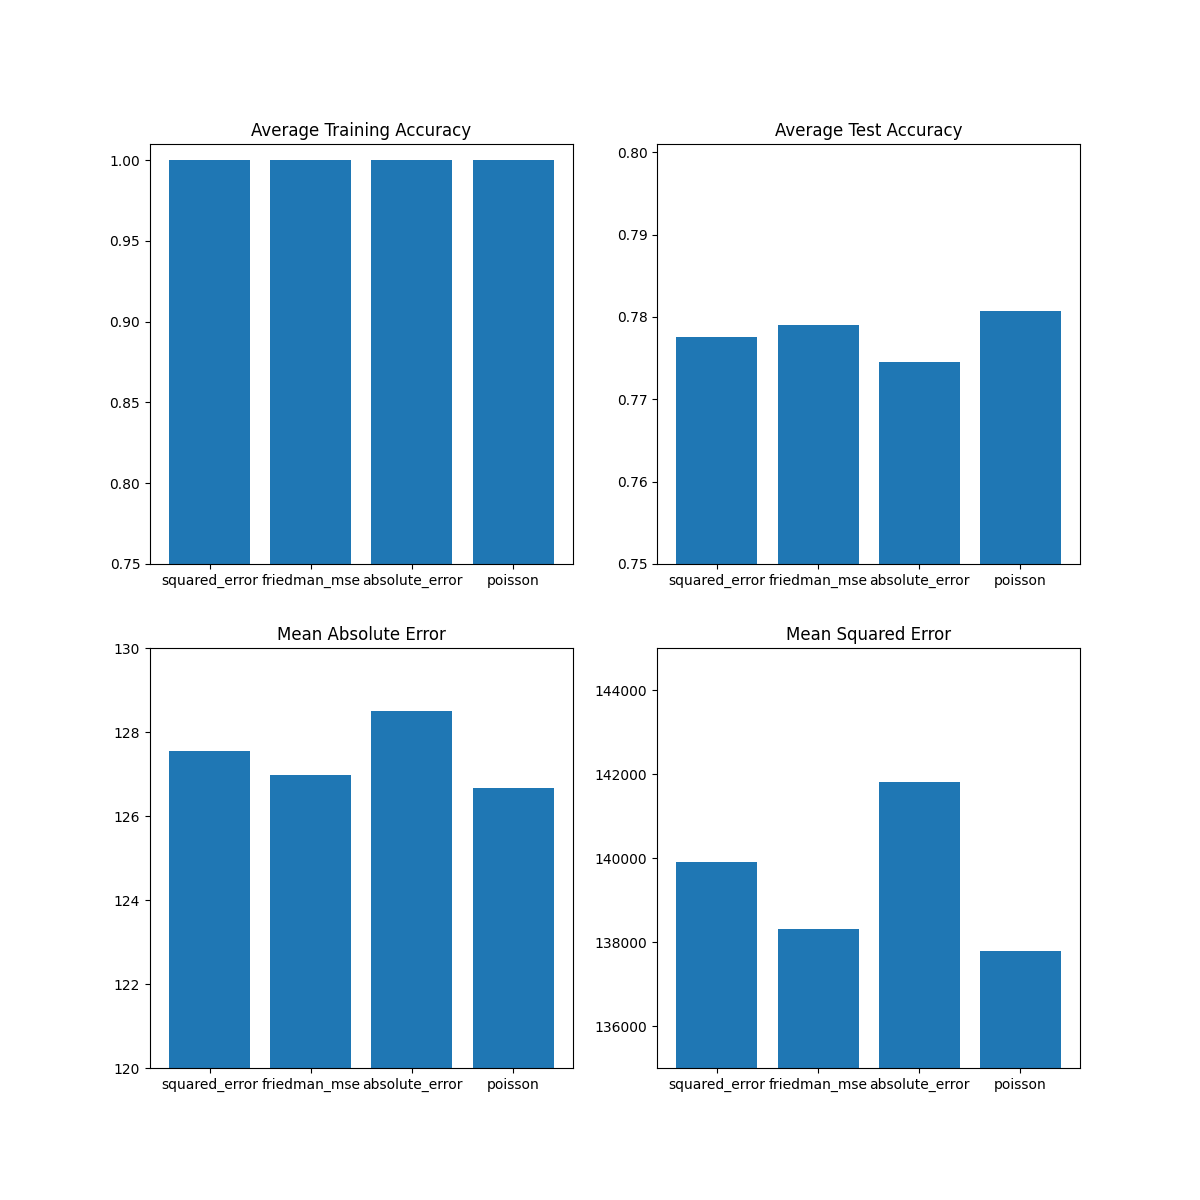 Average Training Accuracy
1.00
0.95
0.90
0.85
0.80
0.75
squared_error friedman_mse absolute_error poisson
Average Test Accuracy
0.80
0.79
0.78
0.77
0.76
0.75
squared_error friedman_mse absolute_error poisson
Mean Absolute Error
130
128
126
124
122
120
squared_error friedman_mse absolute_error poisson
Mean Squared Error
144000
142000
140000
138000
136000
squared_error friedman_mse absolute_error poisson